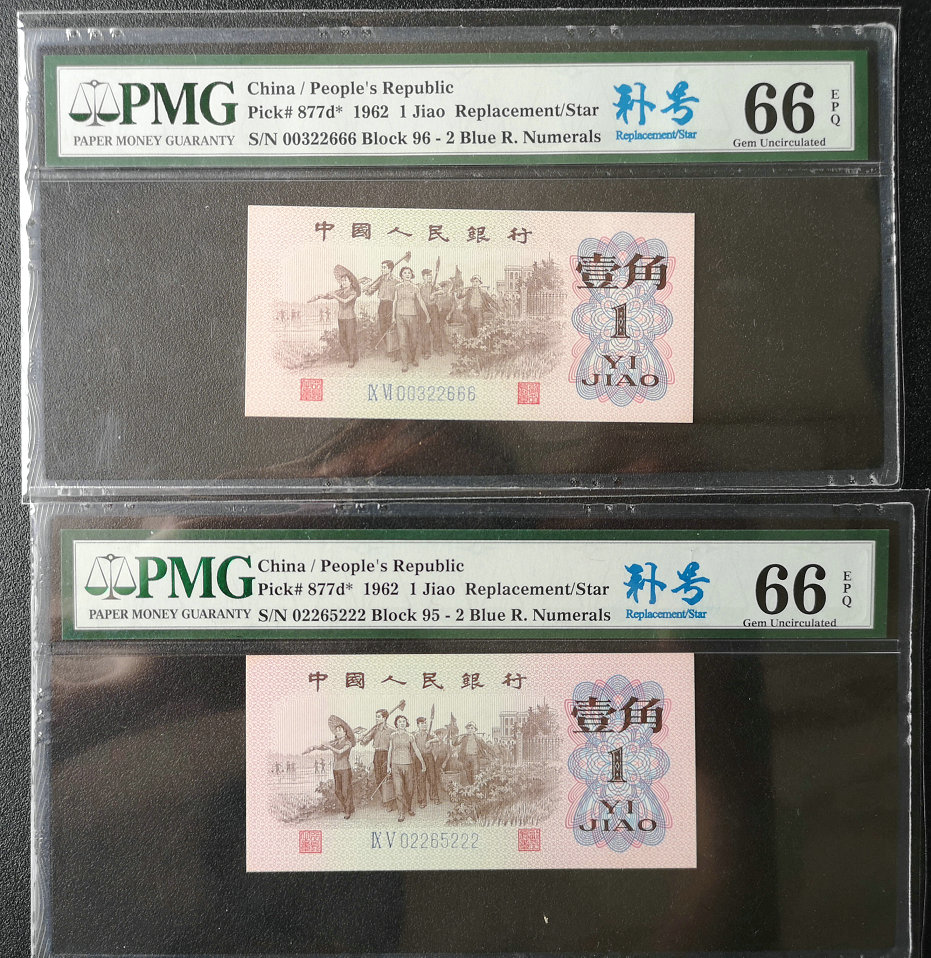 PMG
PAPER MONEY GUARANTY
China / People's Republic
Pick# 877d* 1962 1 Jiao Replacement/Star
S/N 00322666 Block 96 - 2 Blue R. Numerals
补号
Replacement/Star
66
EPQ
Gem Uncirculated
中國人民銀行
壹角
1
YI
JIAO
IX VI 00322666
PMG
PAPER MONEY GUARANTY
China / People's Republic
Pick# 877d* 1962 1 Jiao Replacement/Star
S/N 02265222 Block 95 - 2 Blue R. Numerals
补号
Replacement/Star
66
EPQ
Gem Uncirculated
中國人民銀行
壹角
1
YI
JIAO
IX V 02265222